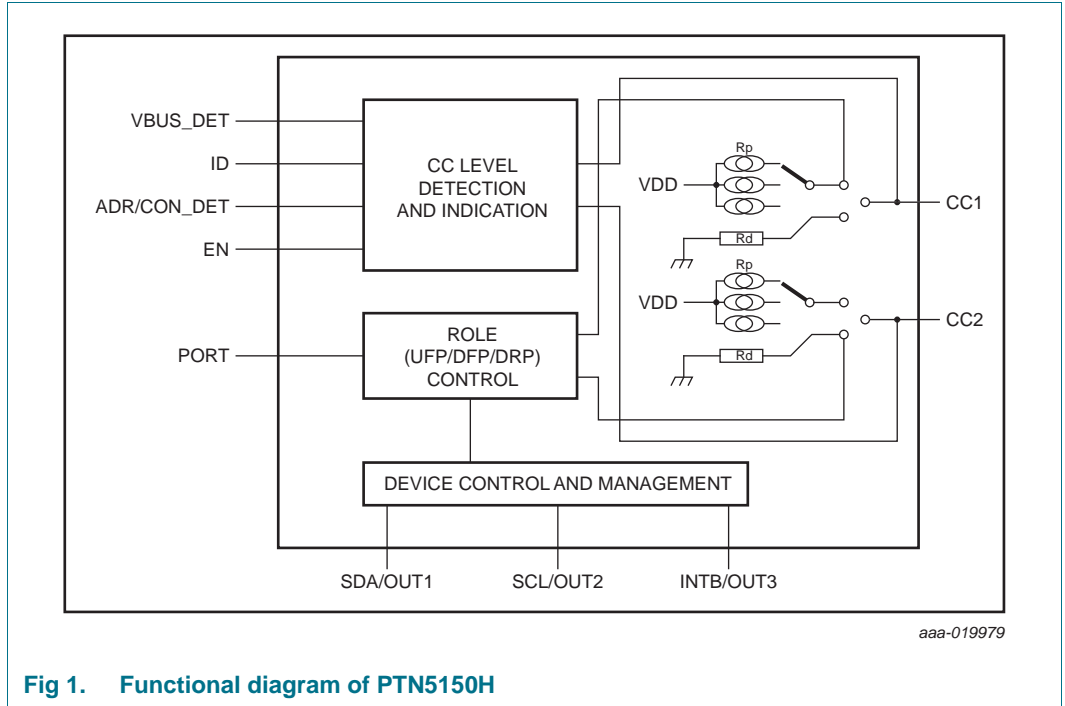 VBUS_DET
ID
ADR/CON_DET
EN
CC LEVEL
DETECTION
AND INDICATION
Rp
VDD
Rd
CC1
Rp
VDD
Rd
CC2
PORT
ROLE
(UFP/DFP/DRP)
CONTROL
DEVICE CONTROL AND MANAGEMENT
SDA/OUT1
SCL/OUT2
INTB/OUT3
aaa-019979
Fig 1. Functional diagram of PTN5150H